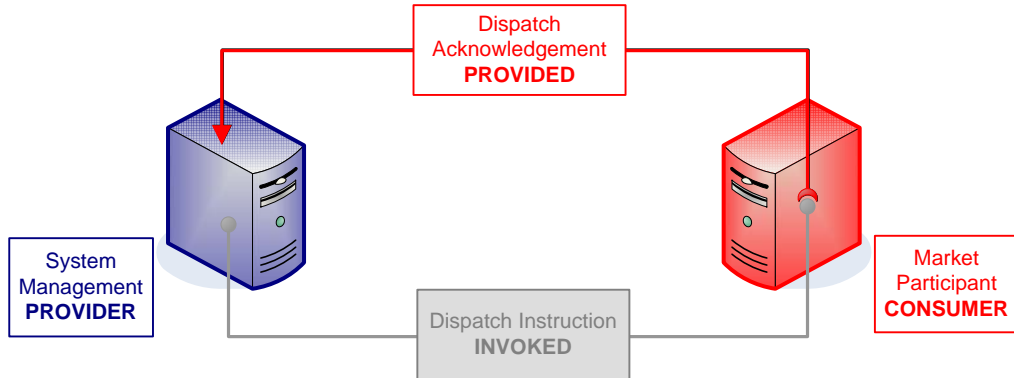 Dispatch
Acknowledgement
PROVIDED
System
Management
PROVIDER
Market
Participant
CONSUMER
Dispatch Instruction
INVOKED